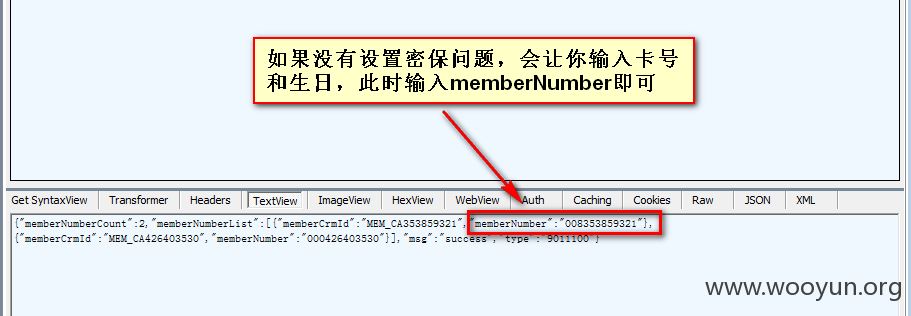 如果没有设置密保问题，会让你输入卡号
和生日，此时输入memberNumber即可
Get SyntaxView Transformer Headers TextView ImageView HexView WebView Auth Caching Cookies Raw JSON XML
{"memberNumberCount":2,"memberNumberList":[{"memberCrmId":"MEM_CA353859321","memberNumber":"008353859321"},
{"memberCrmId":"MEM_CA426403530","memberNumber":"000426403530"}],"msg":"success","type":"9011100"}
www.wooyun.org